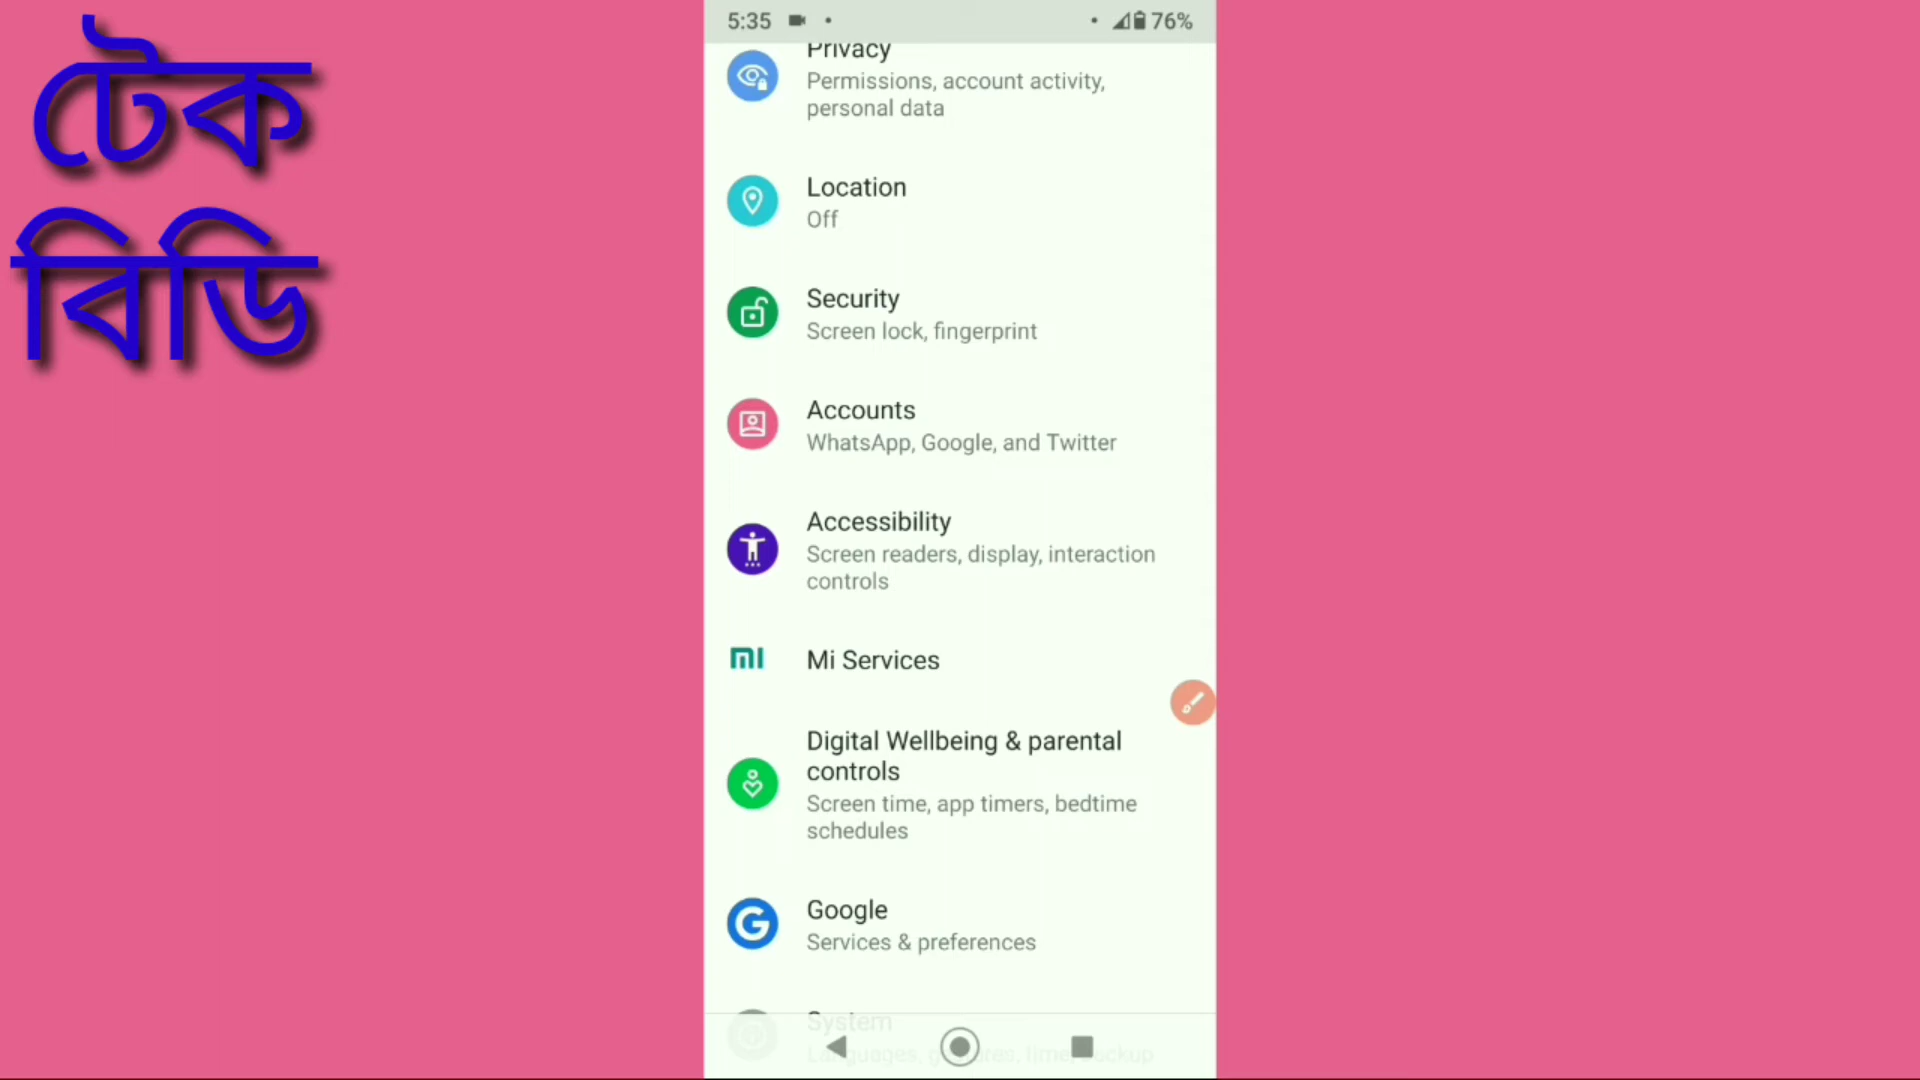 টেক
বিডি
5:35
76%
Privacy
Permissions, account activity,
personal data
Location
Off
Security
Screen lock, fingerprint
Accounts
WhatsApp, Google, and Twitter
Accessibility
Screen readers, display, interaction
controls
mi
Mi Services
Digital Wellbeing & parental
controls
Screen time, app timers, bedtime
schedules
G
Google
Services & preferences
System